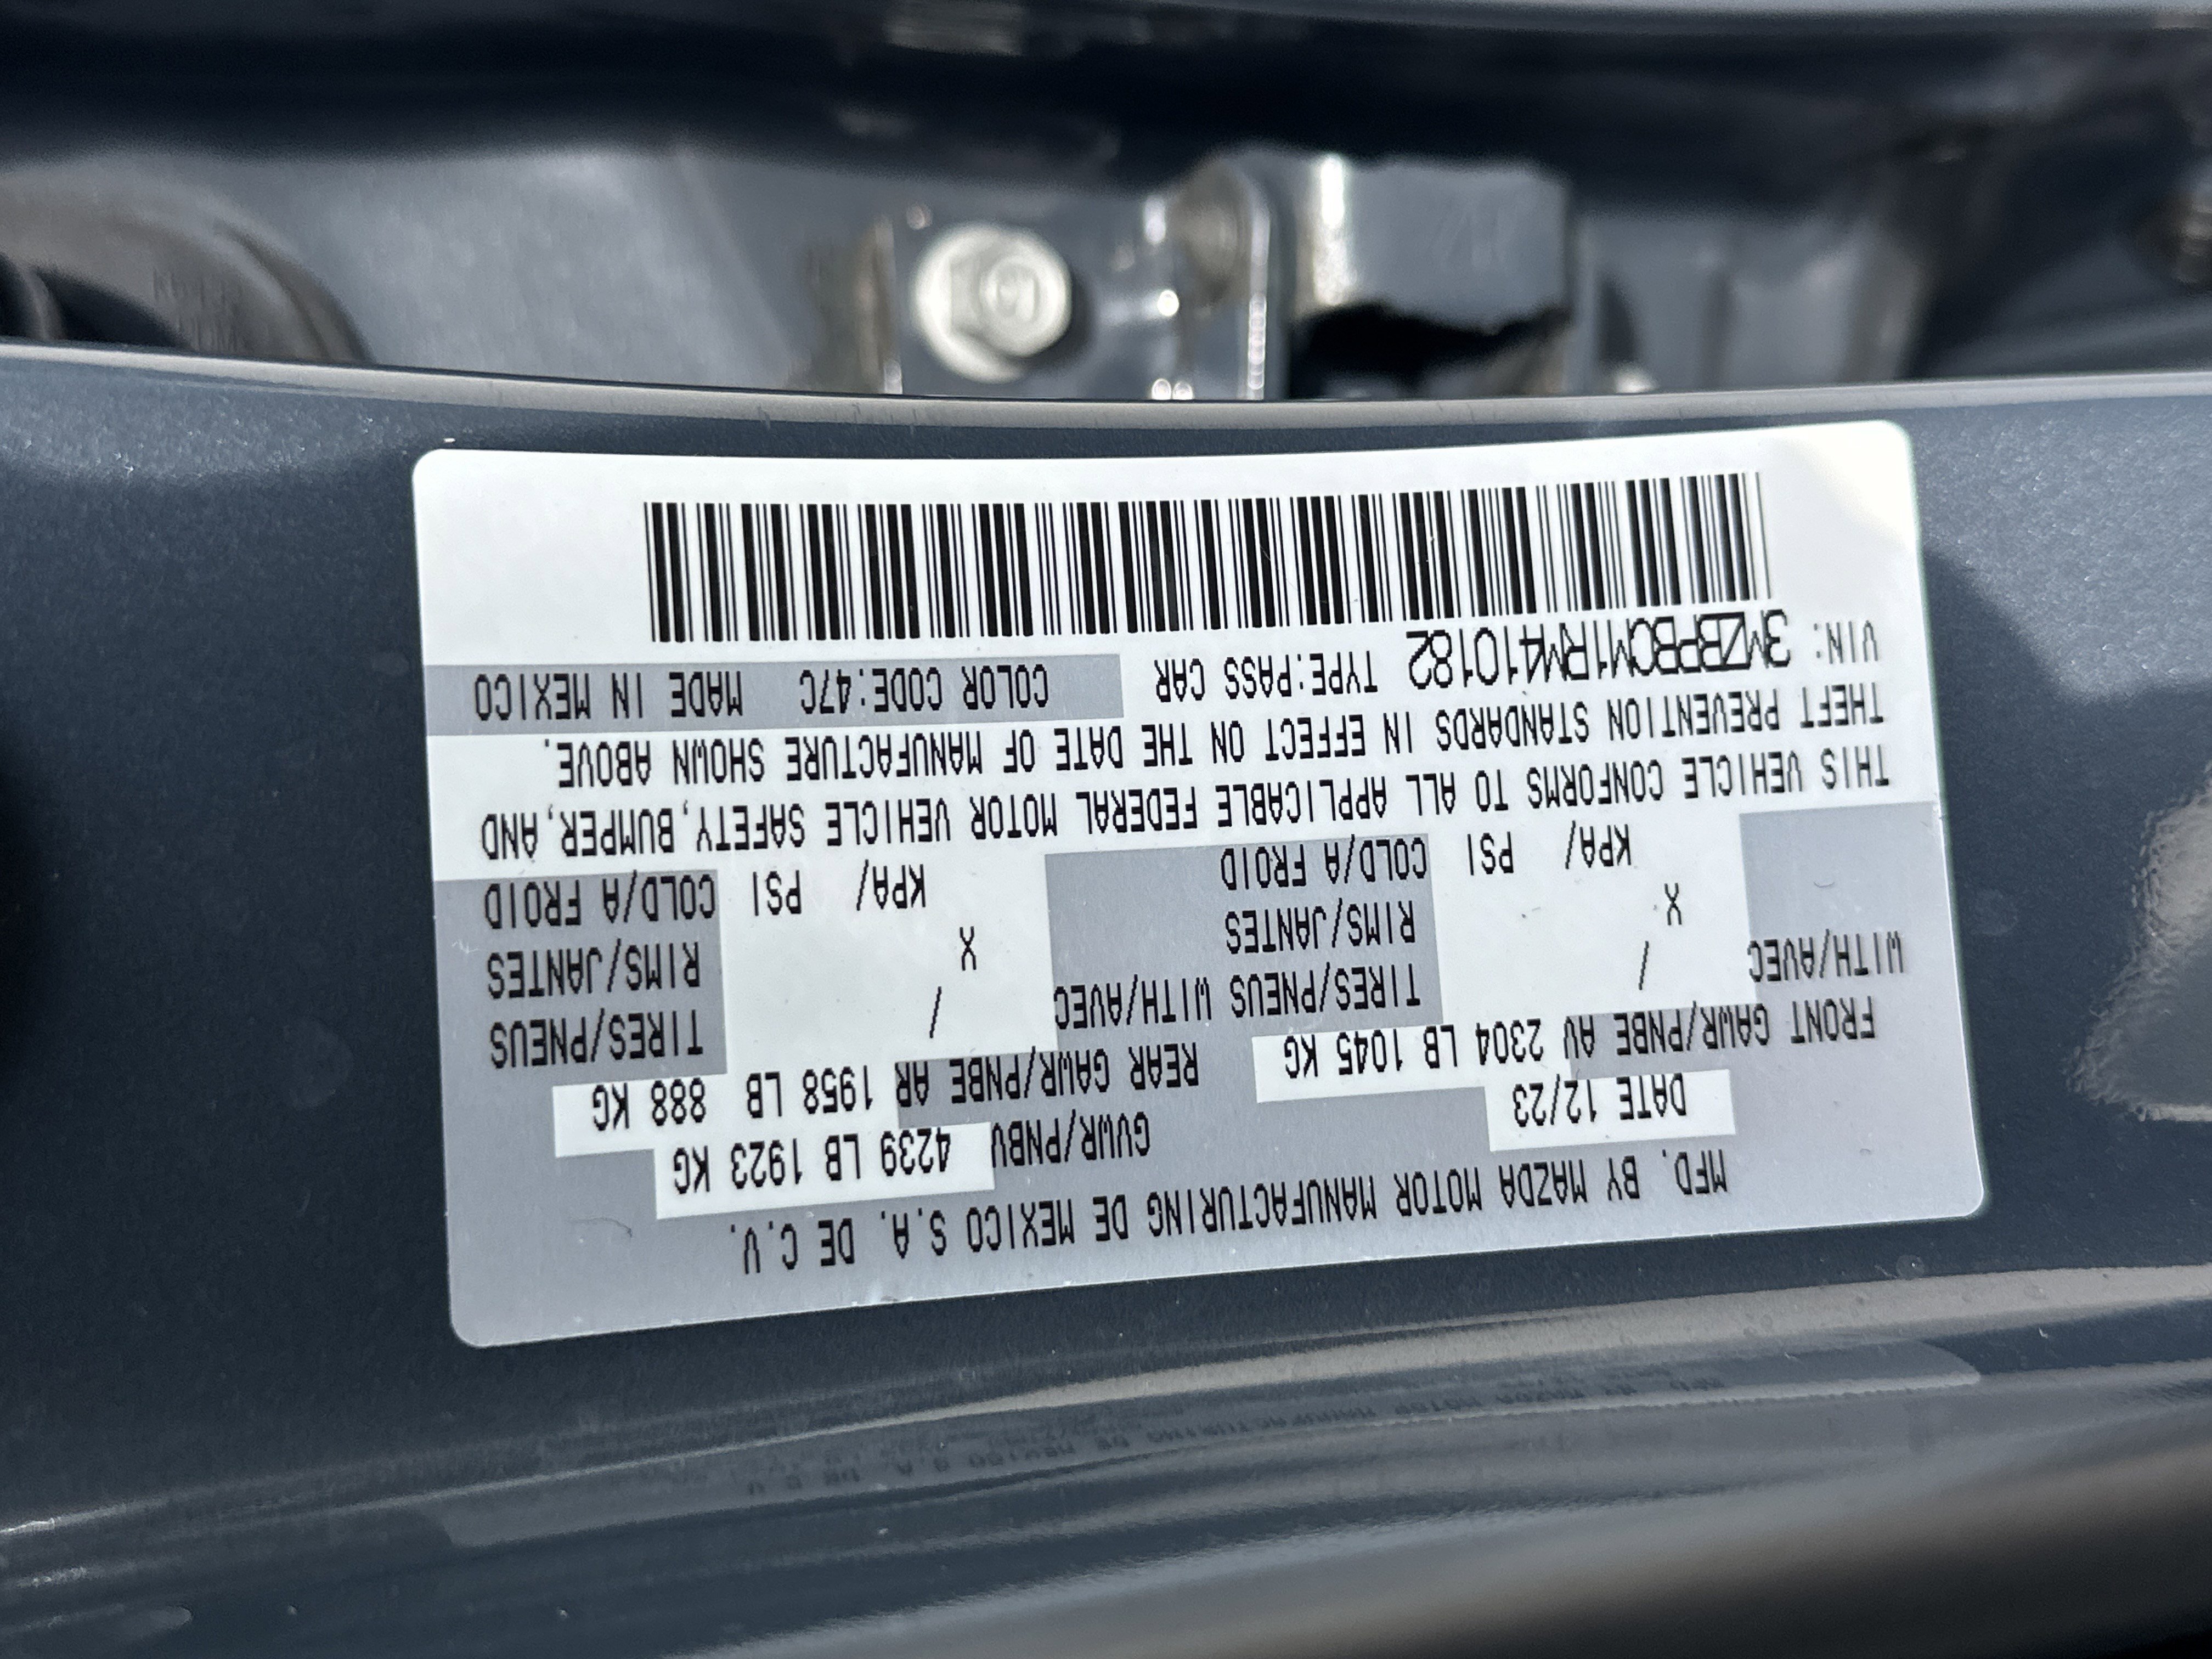 MFD. BY MAZDA MOTOR MANUFACTURING DE MEXICO S.A. DE C.V.
DATE 12/23 GVWR/PNBV 4239 LB 1923 KG
FRONT GAWR/PNBE AV 2304 LB 1045 KG REAR GAWR/PNBE AR 1958 LB 888 KG
WITH/AVEC / TIRES/PNEUS WITH/AVEC / TIRES/PNEUS
X RIMS/JANTES X RIMS/JANTES
KPA/ PSI COLD/A FROID KPA/ PSI COLD/A FROID
THIS VEHICLE CONFORMS TO ALL APPLICABLE FEDERAL MOTOR VEHICLE SAFETY, BUMPER, AND
THEFT PREVENTION STANDARDS IN EFFECT ON THE DATE OF MANUFACTURE SHOWN ABOVE.
VIN: 3MZBPBCM1RM410182 TYPE:PASS CAR COLOR CODE:47C MADE IN MEXICO